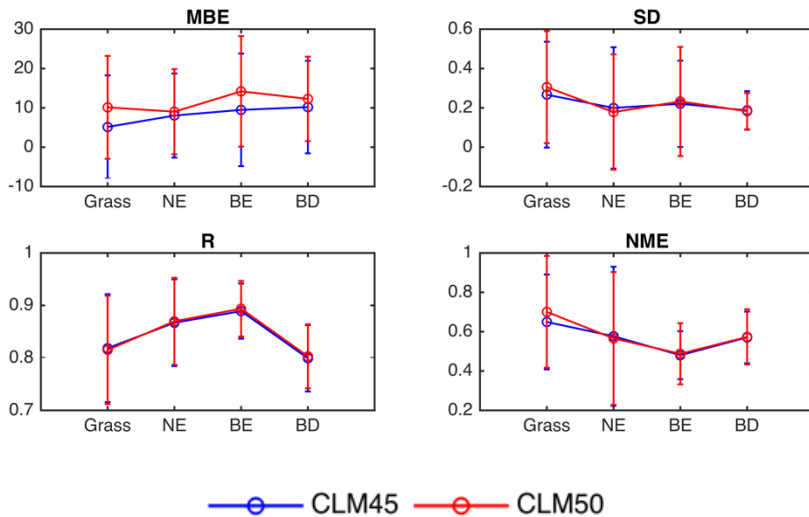 MBE
30
20
10
0
-10
Grass NE BE BD
SD
0.6
0.4
0.2
0
-0.2
Grass NE BE BD
R
1
0.9
0.8
0.7
Grass NE BE BD
NME
1
0.8
0.6
0.4
0.2
Grass NE BE BD
CLM45 CLM50